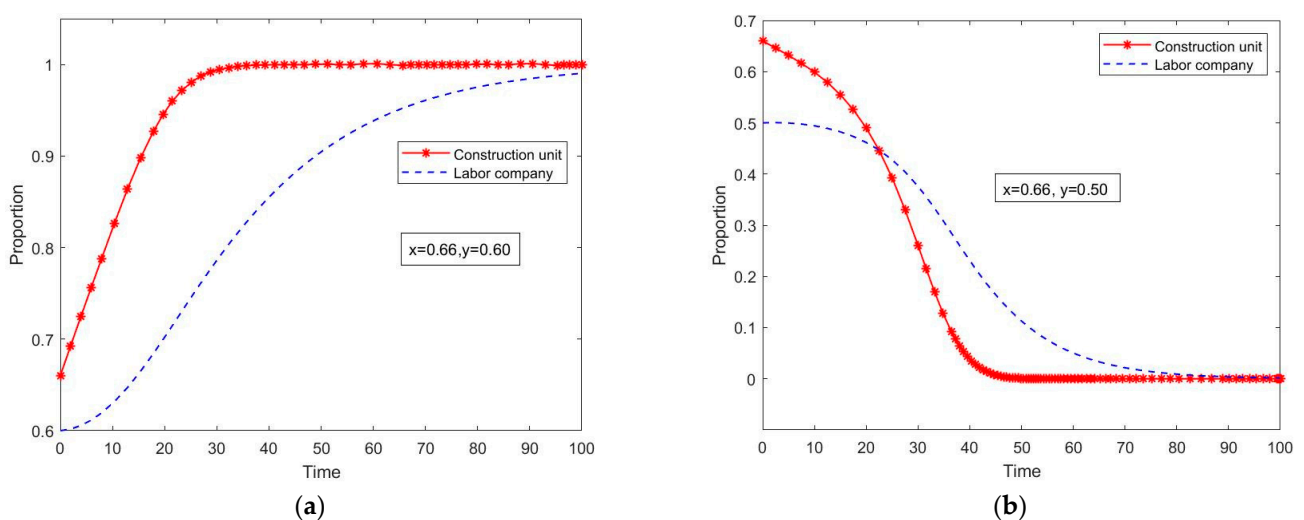 1
0.9
0.8
0.7
0.6
Proportion
Construction unit
Labor company
x=0.66,y=0.60
0 10 20 30 40 50 60 70 80 90 100
Time
(a)
0.7
0.6
0.5
0.4
0.3
0.2
0.1
0
Proportion
Construction unit
Labor company
x=0.66, y=0.50
0 10 20 30 40 50 60 70 80 90 100
Time
(b)